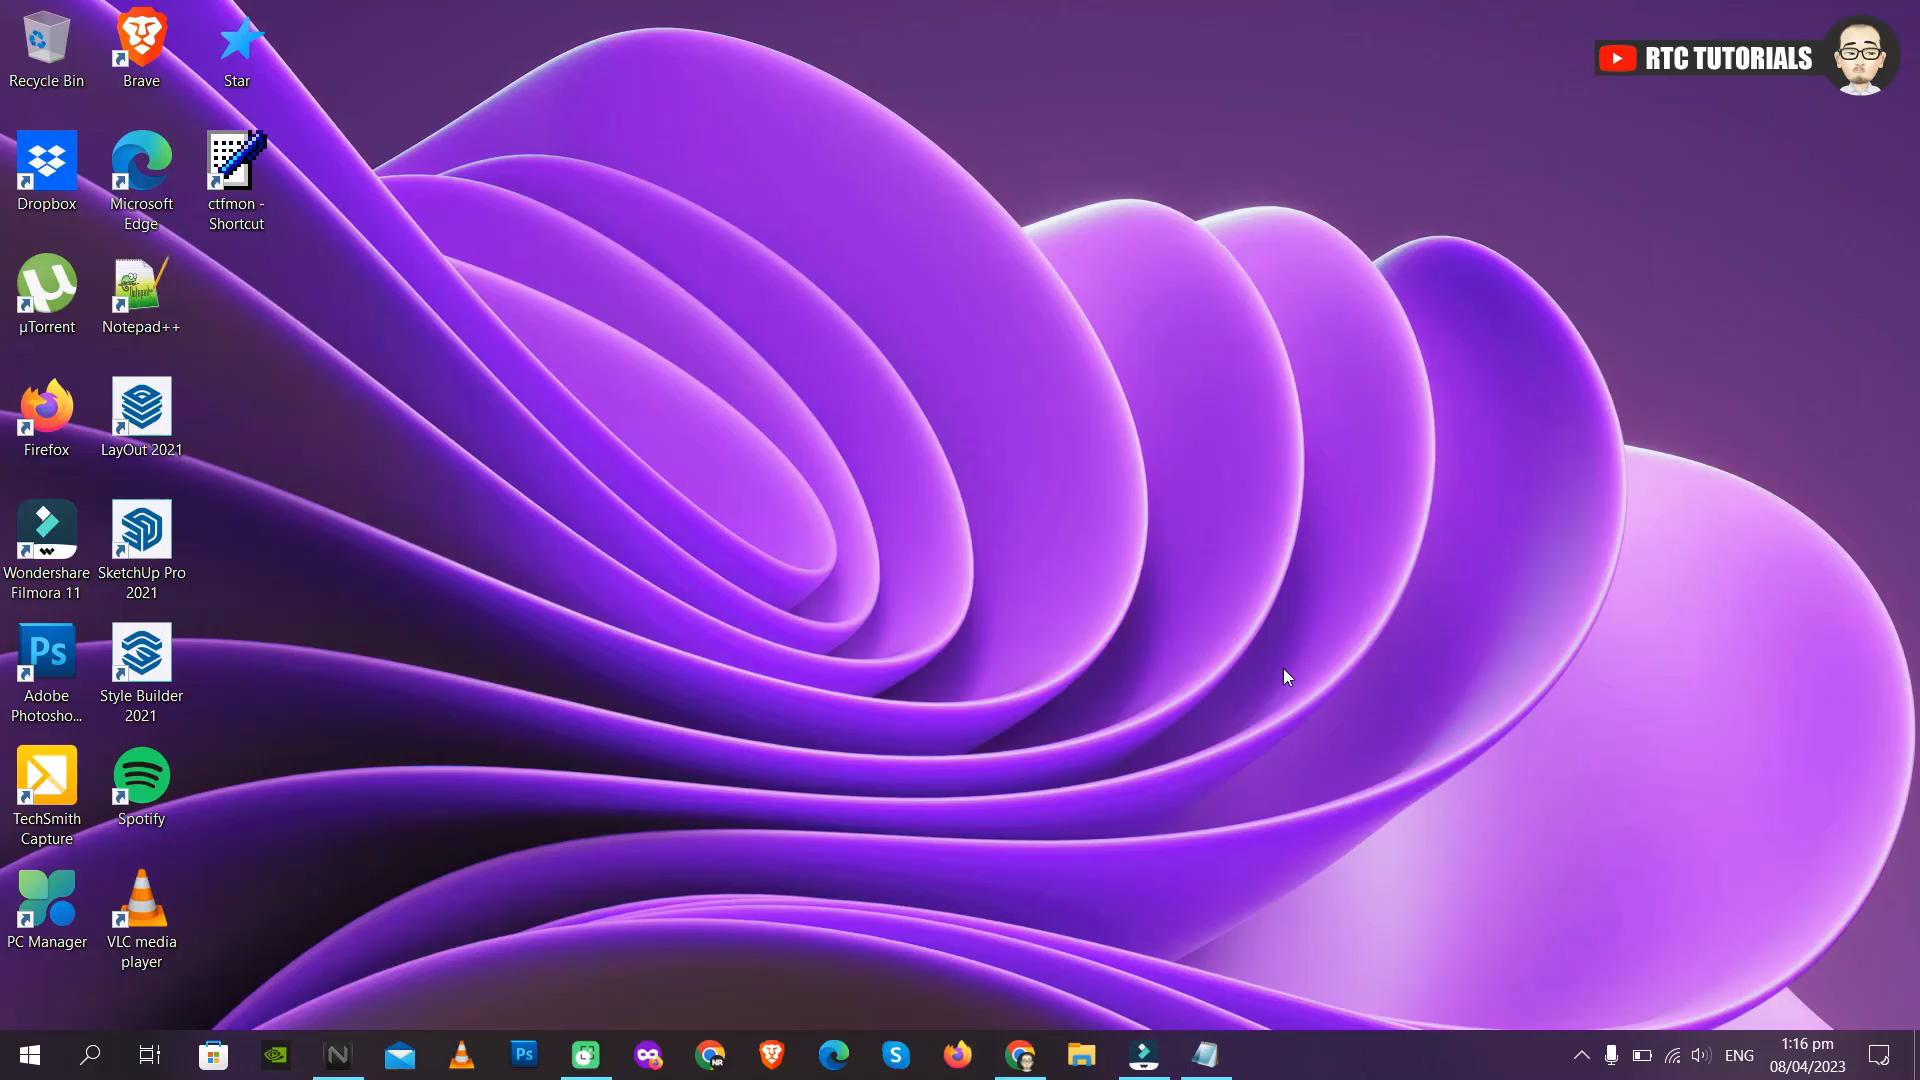 Recycle Bin
Brave
Star
RTC TUTORIALS
Dropbox
Microsoft
Edge
ctfmon -
Shortcut
µTorrent
Notepad++
Firefox
LayOut 2021
Wondershare
Filmora 11
SketchUp Pro
2021
Ps
Adobe
Photosho...
Style Builder
2021
TechSmith
Capture
Spotify
PC Manager
VLC media
player
Ps
NR
S
ENG
1:16 pm
08/04/2023